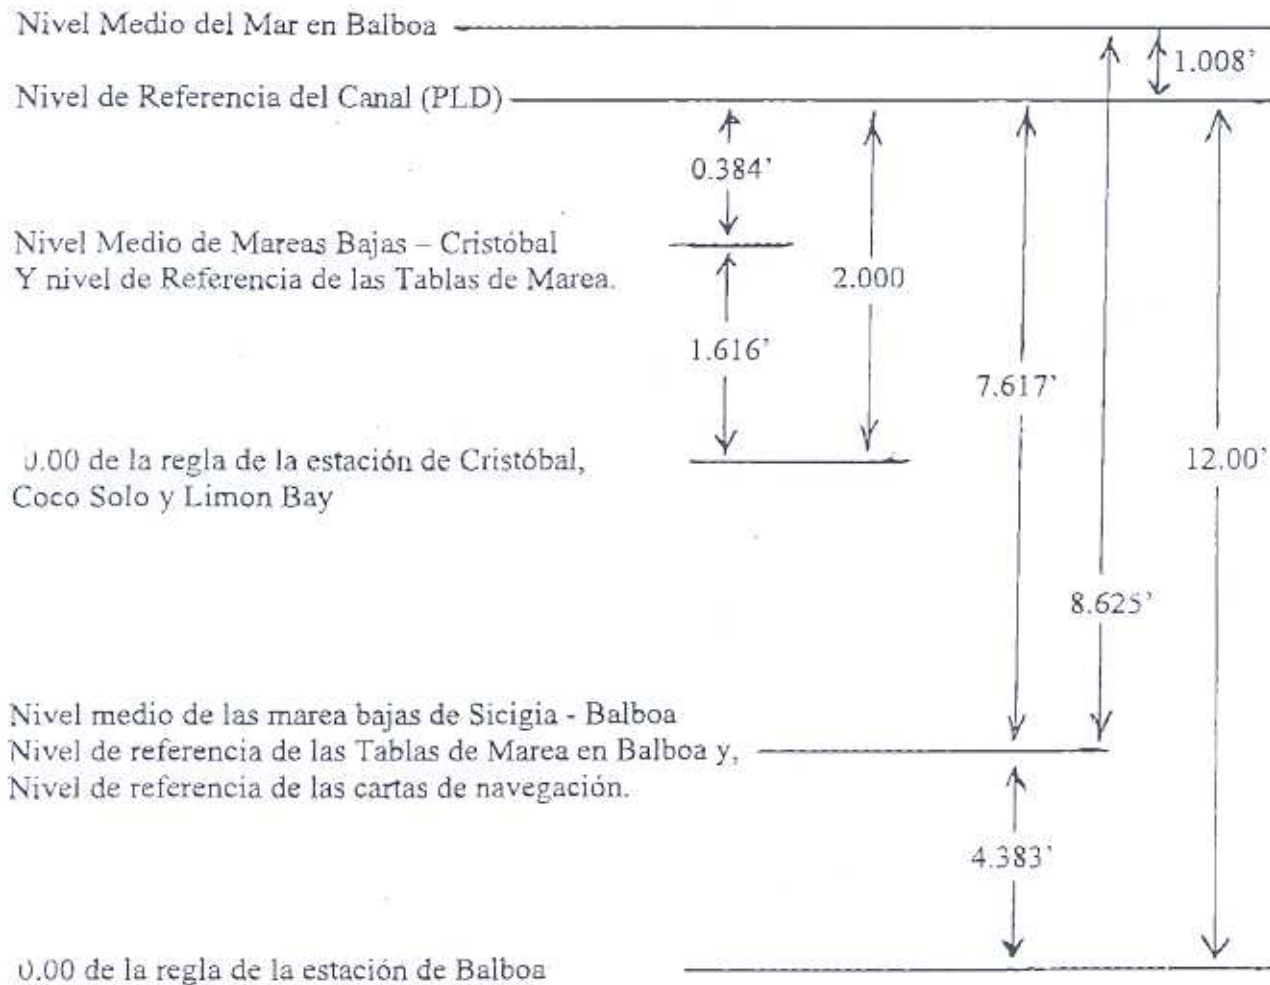 Nivel Medio del Mar en Balboa
1.008'
Nivel de Referencia del Canal (PLD)
0.384'
Nivel Medio de Mareas Bajas – Cristóbal
Y nivel de Referencia de las Tablas de Marea.
2.000
1.616'
7.617'
0.00 de la regla de la estación de Cristóbal,
12.00'
Coco Solo y Limon Bay
8.625'
Nivel medio de las marea bajas de Sicigia - Balboa
Nivel de referencia de las Tablas de Marea en Balboa y,
Nivel de referencia de las cartas de navegación.
4.383'
0.00 de la regla de la estación de Balboa